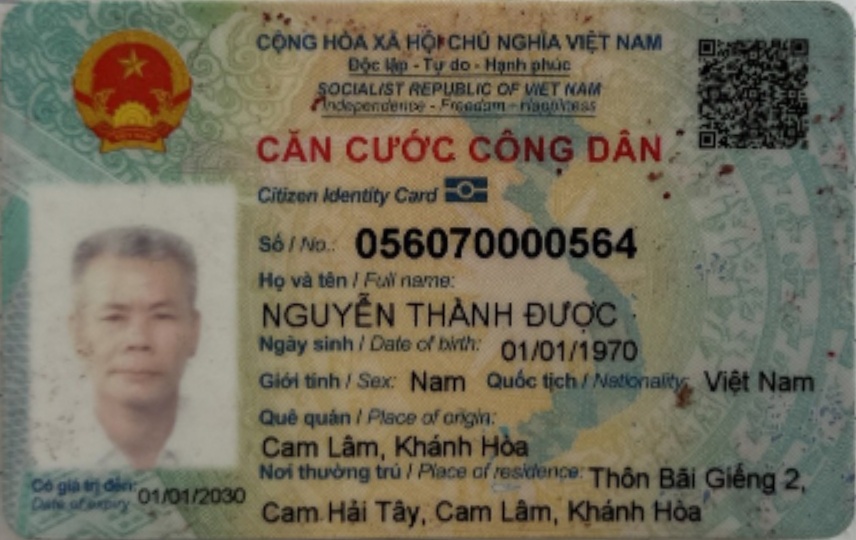 CỘNG HÒA XÃ HỘI CHỦ NGHĨA VIỆT NAM
Độc lập - Tự do - Hạnh phúc
SOCIALIST REPUBLIC OF VIET NAM
Independence - Freedom - Happiness
CĂN CƯỚC CÔNG DÂN
Citizen Identity Card
Số / No.: 056070000564
Họ và tên / Full name:
NGUYỄN THÀNH ĐƯỢC
Ngày sinh / Date of birth: 01/01/1970
Giới tính / Sex: Nam Quốc tịch / Nationality: Việt Nam
Quê quán / Place of origin:
Cam Lâm, Khánh Hòa
Nơi thường trú / Place of residence: Thôn Bãi Giếng 2,
Cam Hải Tây, Cam Lâm, Khánh Hòa
Có giá trị đến: 01/01/2030
Date of expiry